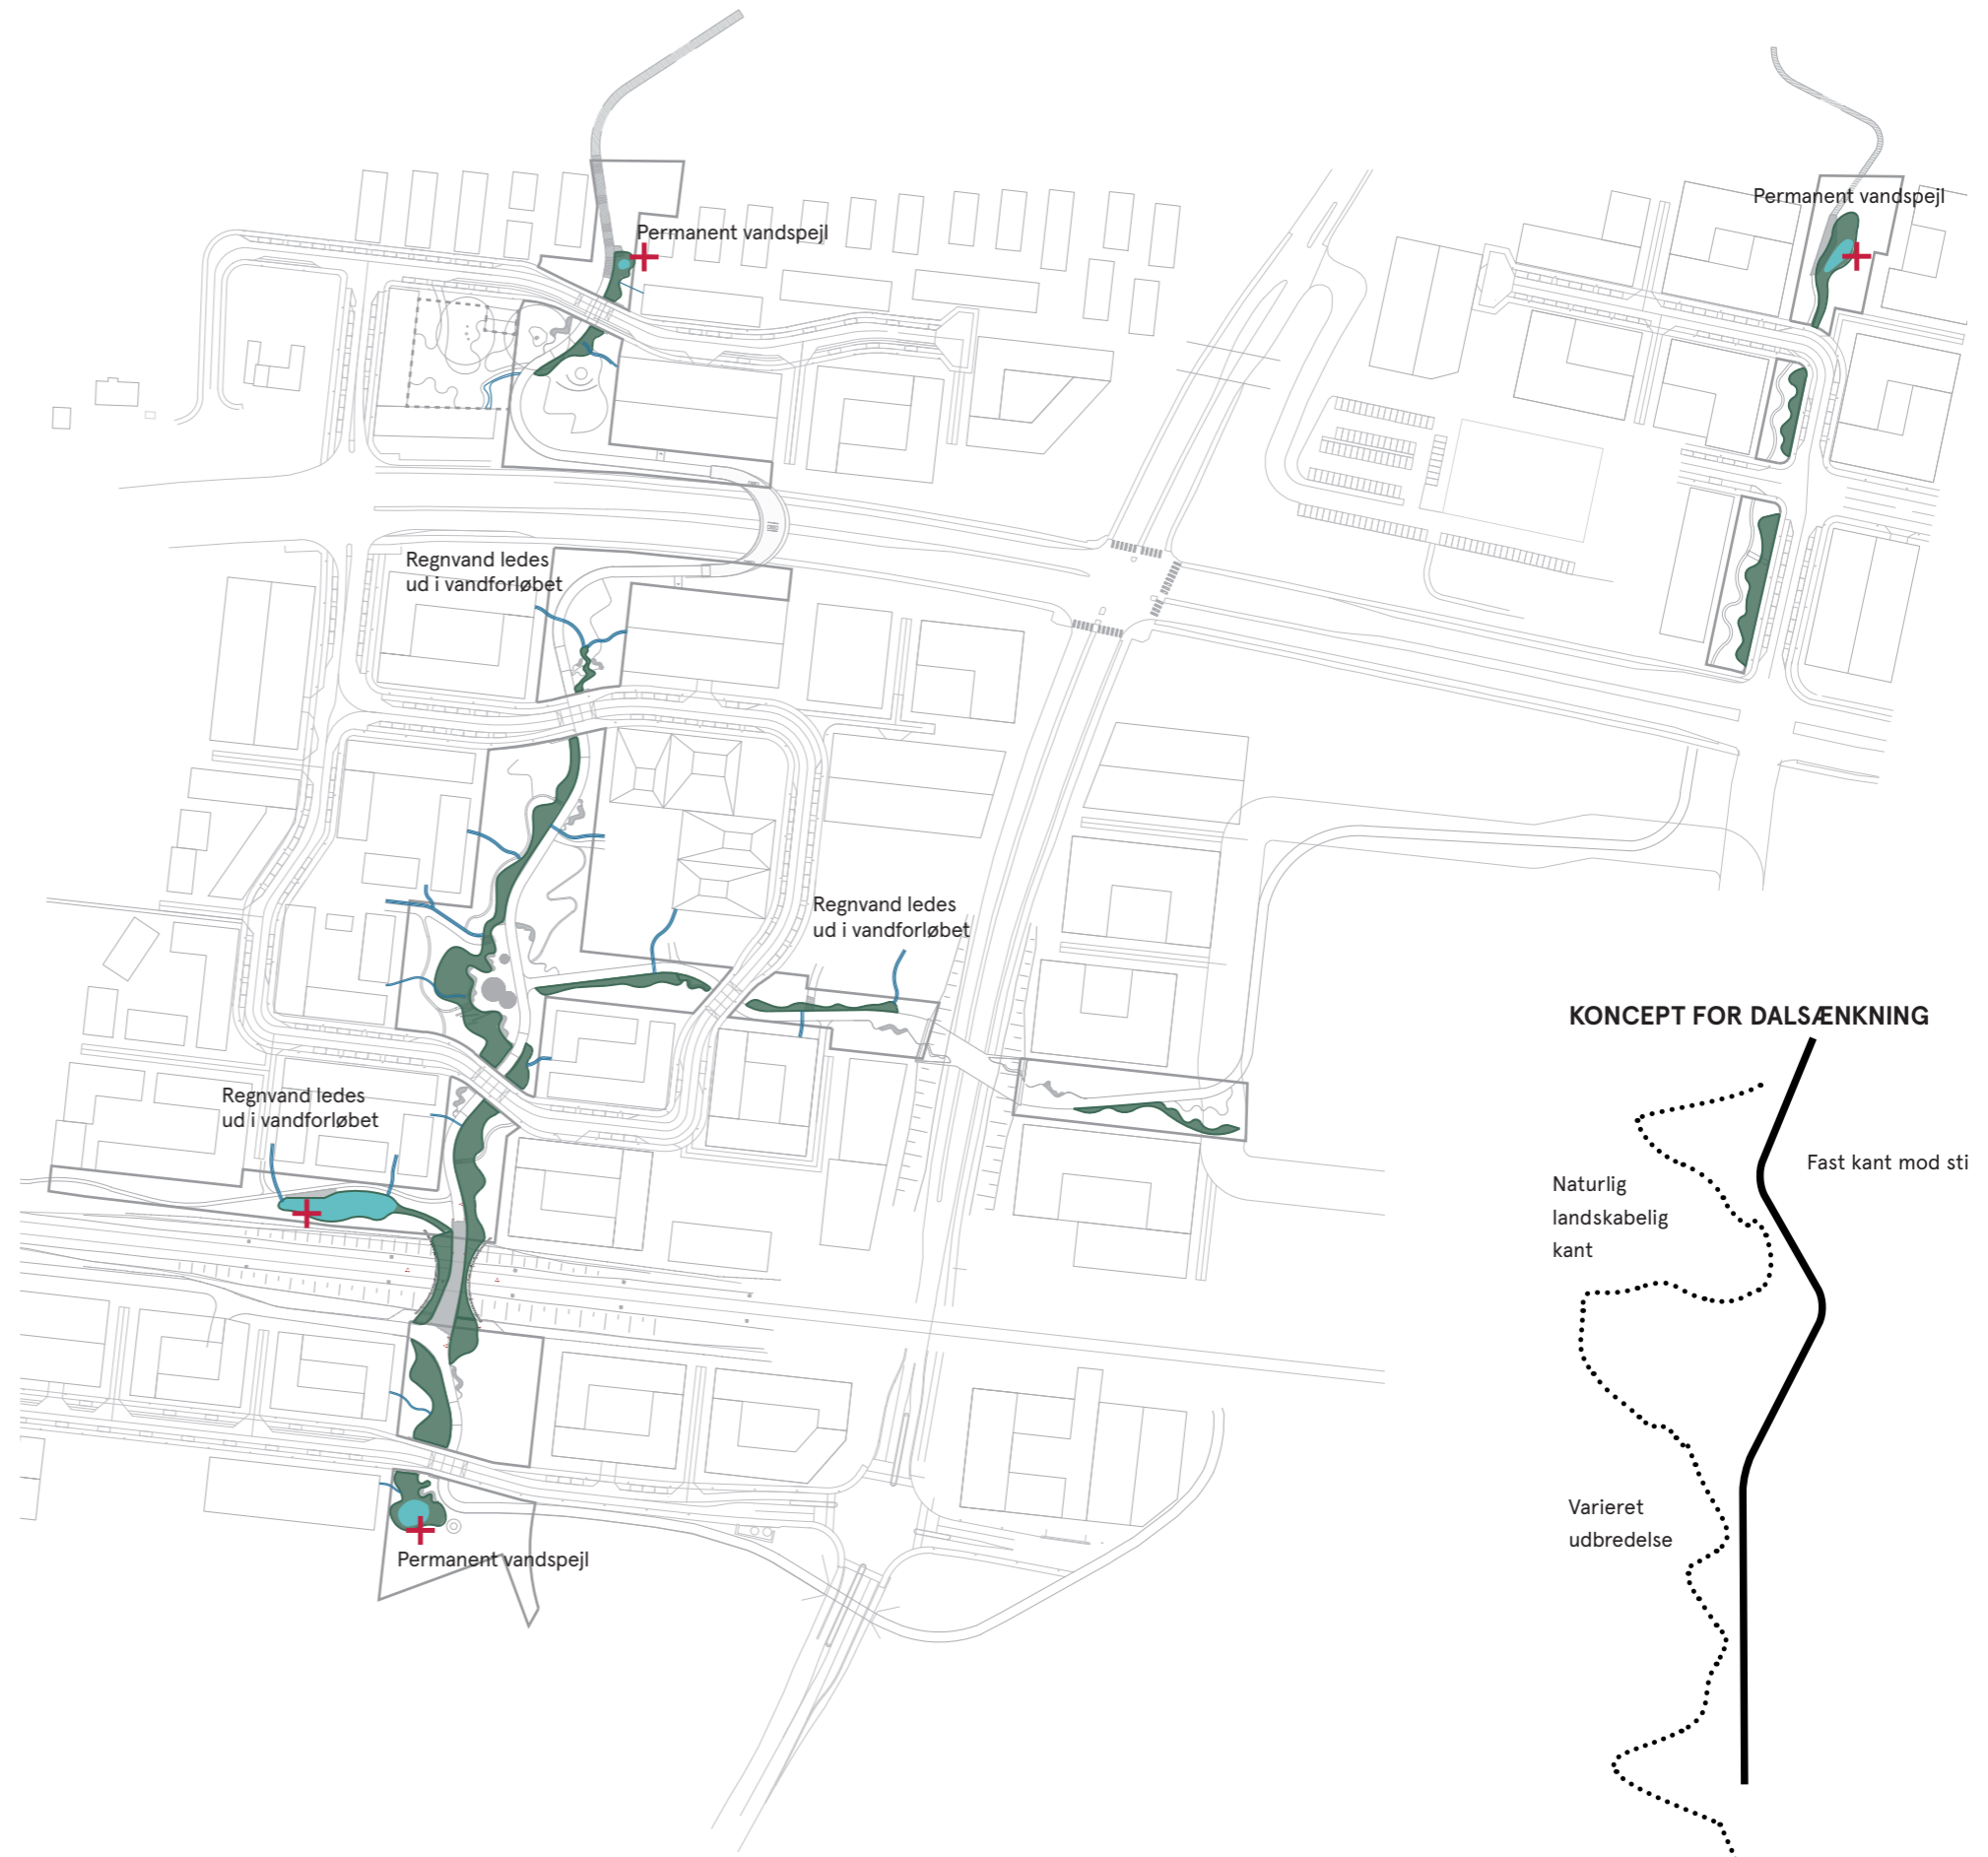 Permanent vandspejl
Permanent vandspejl
Regnvand ledes
ud i vandforløbet
Regnvand ledes
ud i vandforløbet
KONCEPT FOR DALSÆNKNING
Regnvand ledes
ud i vandforløbet
Fast kant mod sti
Naturlig
landskabelig
kant
Varieret
udbredelse
Permanent vandspejl